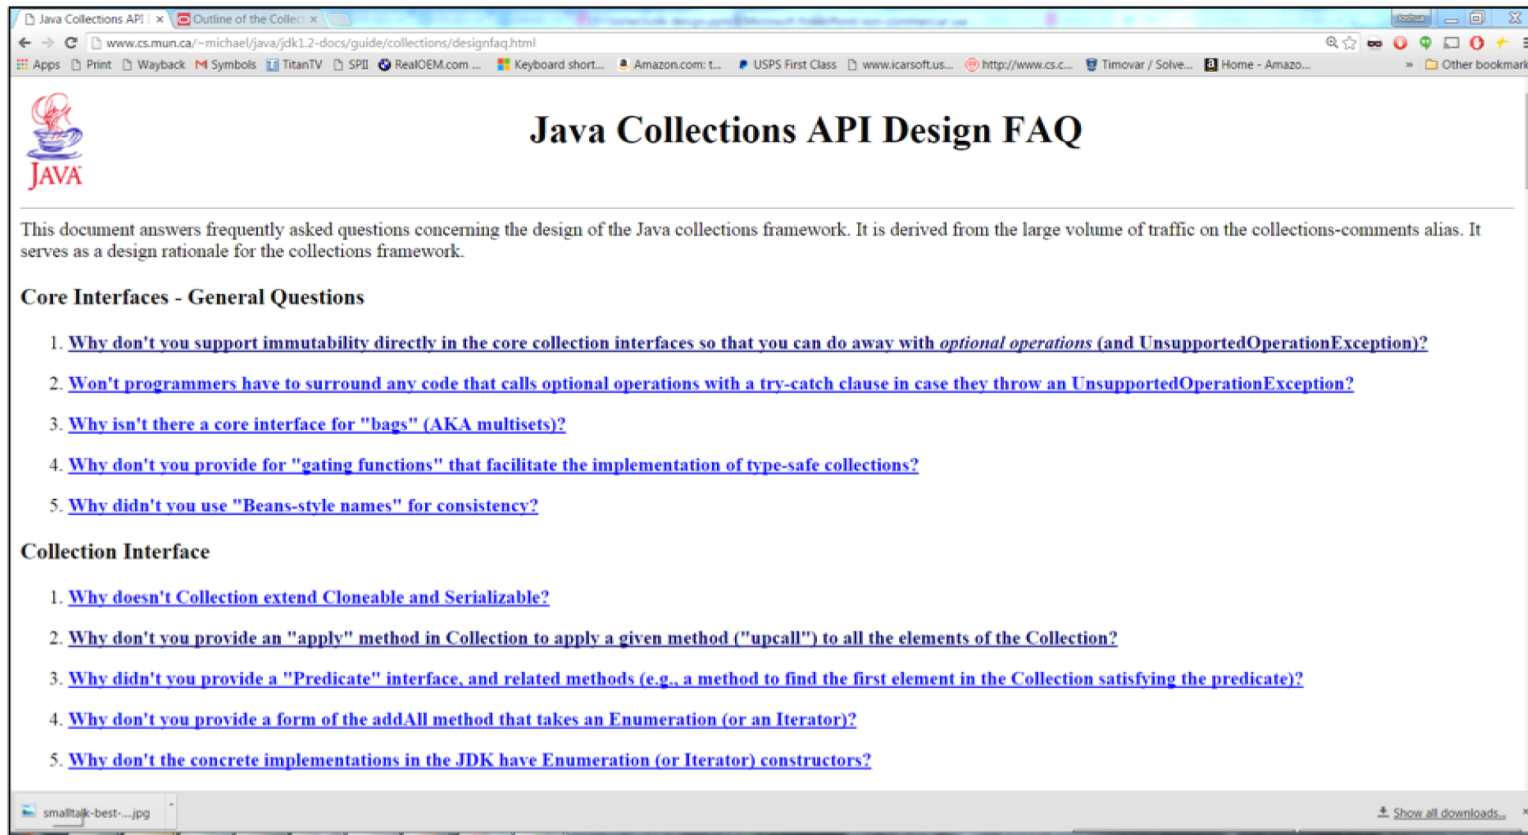 Java Collections API
Outline of the Collect
Joshua
www.cs.mun.ca/~michael/java/jdk1.2-docs/guide/collections/designfaq.html
Apps Print Wayback Symbols TitanTV SPII RealOEM.com ... Keyboard short... Amazon.com: t... USPS First Class www.icarsoft.us... http://www.cs.c... Timovar / Solve... Home - Amazo... » Other bookmark
JAVA
Java Collections API Design FAQ
This document answers frequently asked questions concerning the design of the Java collections framework. It is derived from the large volume of traffic on the collections-comments alias. It
serves as a design rationale for the collections framework.
Core Interfaces - General Questions
1. Why don't you support immutability directly in the core collection interfaces so that you can do away with optional operations (and UnsupportedOperationException)?
2. Won't programmers have to surround any code that calls optional operations with a try-catch clause in case they throw an UnsupportedOperationException?
3. Why isn't there a core interface for "bags" (AKA multisets)?
4. Why don't you provide for "gating functions" that facilitate the implementation of type-safe collections?
5. Why didn't you use "Beans-style names" for consistency?
Collection Interface
1. Why doesn't Collection extend Cloneable and Serializable?
2. Why don't you provide an "apply" method in Collection to apply a given method ("upcall") to all the elements of the Collection?
3. Why didn't you provide a "Predicate" interface, and related methods (e.g., a method to find the first element in the Collection satisfying the predicate)?
4. Why don't you provide a form of the addAll method that takes an Enumeration (or an Iterator)?
5. Why don't the concrete implementations in the JDK have Enumeration (or Iterator) constructors?
smalltalk-best-....jpg
Show all downloads...